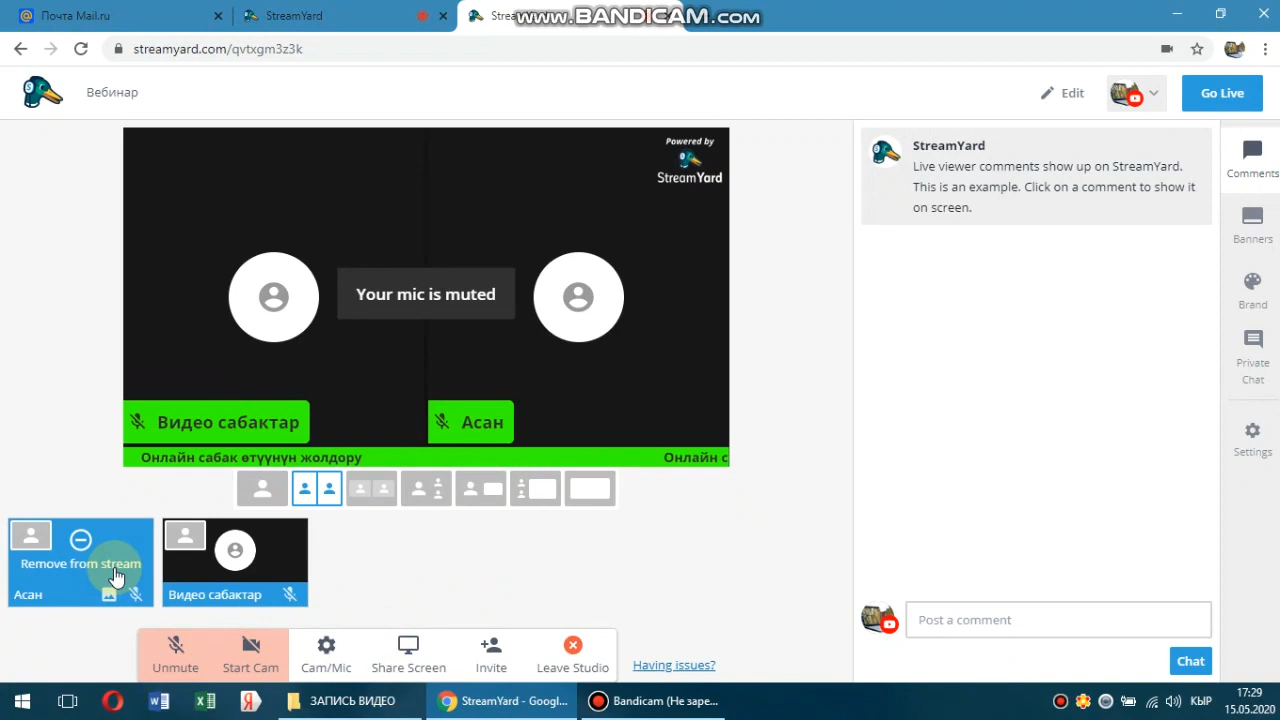 Почта Mail.ru
StreamYard
Stre
www.BANDICAM.com
streamyard.com/qvtxgm3z3k
Вебинар
Edit
Go Live
Powered by
StreamYard
Your mic is muted
Видео сабактар
Асан
Онлайн сабак өтүүнүн жолдору
Онлайн с
StreamYard
Live viewer comments show up on StreamYard.
This is an example. Click on a comment to show it
on screen.
Comments
Banners
Brand
Private
Chat
Settings
Remove from stream
Асан
Видео сабактар
Post a comment
Chat
Unmute
Start Cam
Cam/Mic
Share Screen
Invite
Leave Studio
Having issues?
ЗАПИСЬ ВИДЕО
StreamYard - Googl...
Bandicam (Не заре...
КЫР
17:29
15.05.2020